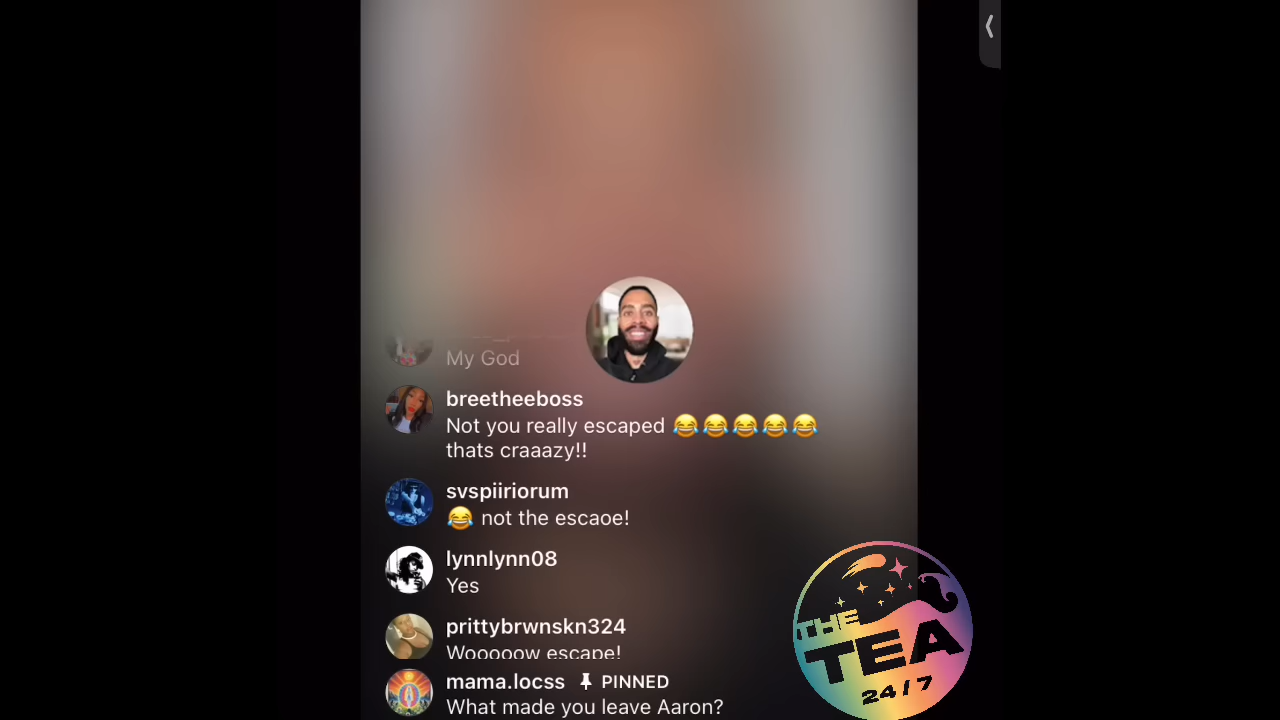 My God
breetheeboss
Not you really escaped 😂😂😂😂😂
thats craaazy!!
svspiiriorum
😂 not the escaoe!
lynnlynn08
Yes
prittybrwnskn324
Wooooow escape!
mama.locss 📌 PINNED
What made you leave Aaron?
THE
TEA
24/7